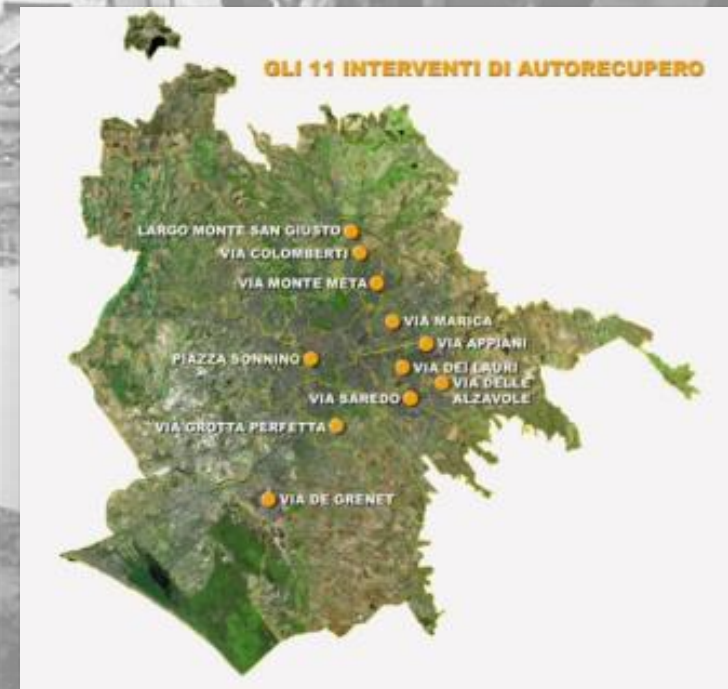 GLI 11 INTERVENTI DI AUTORECUPERO
LARGO MONTE SAN GIUSTO
VIA COLOMBERTI
VIA MONTE META
VIA MARICA
VIA APPIANI
PIAZZA SONNINO
VIA DEI LAURI
VIA DELLE
ALZAVOLE
VIA SAREDO
VIA GROTTA PERFETTA
VIA DE GRENET